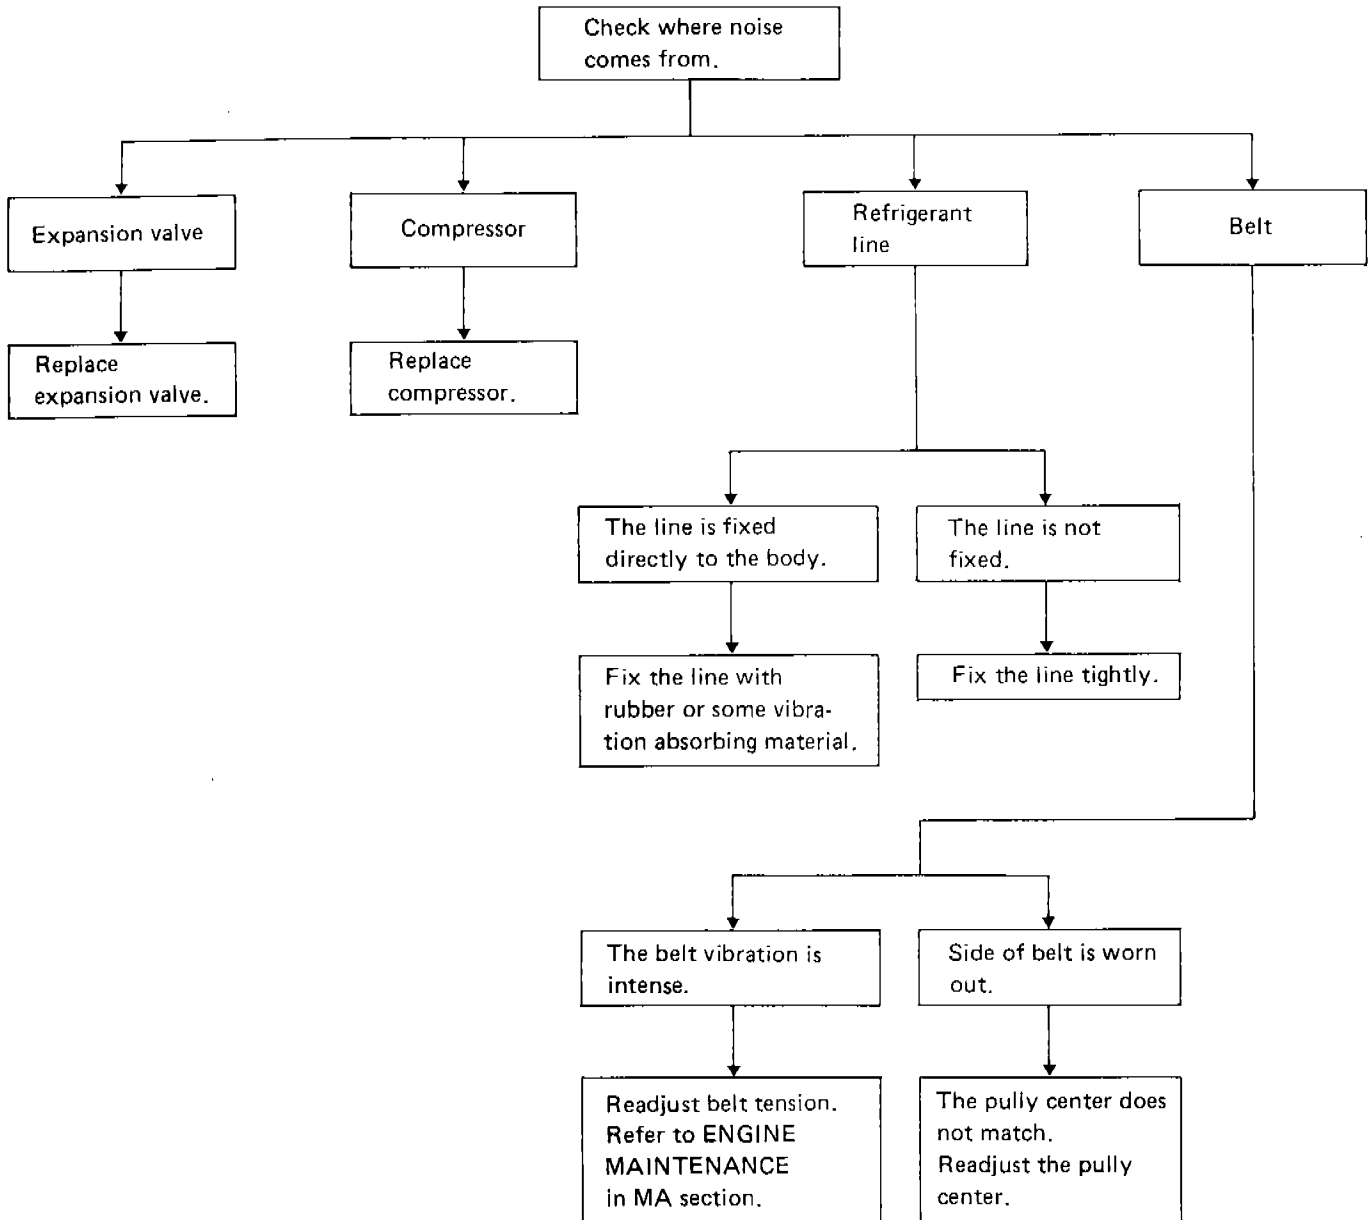 Check where noise
comes from.
Expansion valve
Compressor
Refrigerant
line
Belt
Replace
expansion valve.
Replace
compressor.
The line is fixed
directly to the body.
The line is not
fixed.
Fix the line with
rubber or some vibra-
tion absorbing material.
Fix the line tightly.
The belt vibration is
intense.
Side of belt is worn
out.
Readjust belt tension.
Refer to ENGINE
MAINTENANCE
in MA section.
The pully center does
not match.
Readjust the pully
center.